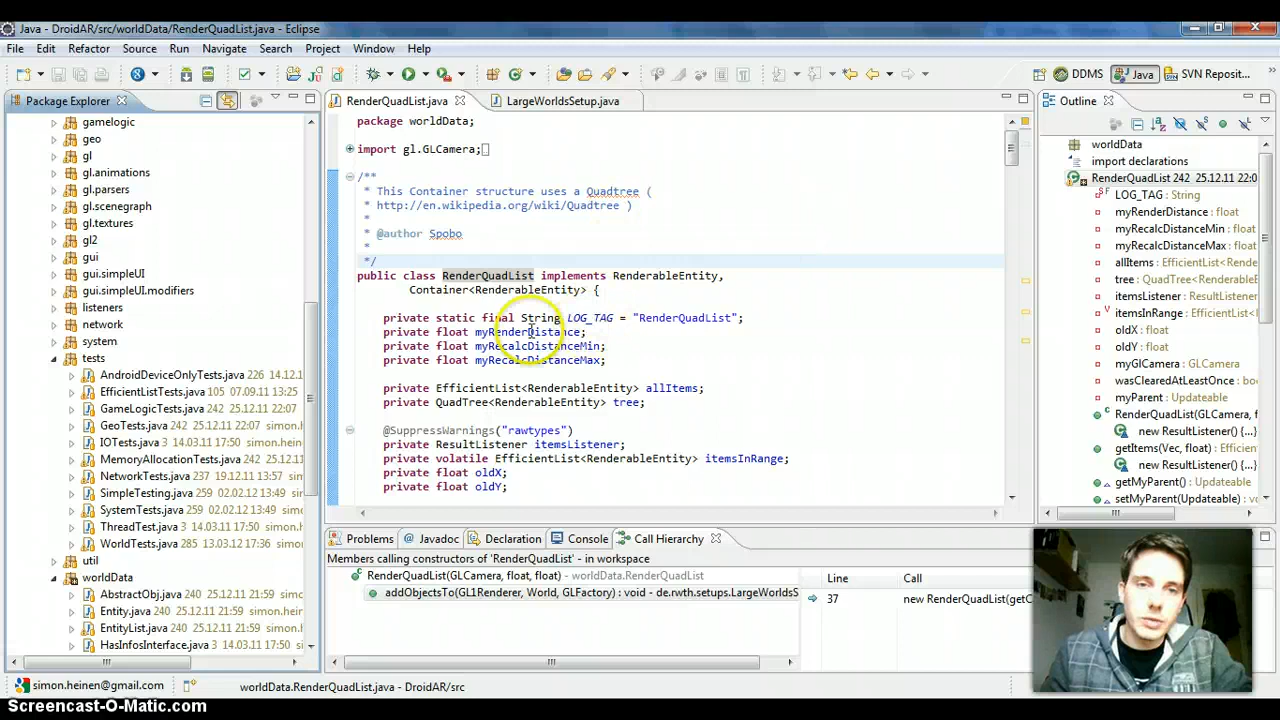 Java - DroidAR/src/worldData/RenderQuadList.java - Eclipse
File Edit Refactor Source Run Navigate Search Project Window Help
DDMS Java SVN Reposit...
Package Explorer
gamelogic
geo
gl
gl.animations
gl.parsers
gl.scenegraph
gl.textures
gl2
gui
gui.simpleUI
gui.simpleUI.modifiers
listeners
network
system
tests
AndroidDeviceOnlyTests.java 226 14.12
EfficientListTests.java 105 07.09.11 13:25
GameLogicTests.java 242 25.12.11 22:07
GeoTests.java 242 25.12.11 22:07
IOTests.java 3 14.03.11 17:50 simon.hein
MemoryAllocationTests.java 242 25.12.1
NetworkTests.java 237 19.12.11 13:57
SimpleTesting.java 259 02.02.12 13:49
SystemTests.java 259 02.02.12 13:49
ThreadTest.java 3 14.03.11 17:50 simon.
WorldTests.java 285 13.03.12 17:36
util
worldData
AbstractObj.java 240 25.12.11 21:59
Entity.java 240 25.12.11 21:59
EntityList.java 240 25.12.11 21:59
HasInfosInterface.java 3 14.03.11 17:50
RenderQuadList.java LargeWorldsSetup.java
package worldData;
import gl.GLCamera;
/**
* This Container structure uses a Quadtree (
* http://en.wikipedia.org/wiki/Quadtree )
*
* @author Spobo
*
*/
public class RenderQuadList implements RenderableEntity,
Container<RenderableEntity> {
private static final String LOG_TAG = "RenderQuadList";
private float myRenderDistance;
private float myRecalcDistanceMin;
private float myRecalcDistanceMax;
private EfficientList<RenderableEntity> allItems;
private QuadTree<RenderableEntity> tree;
@SuppressWarnings("rawtypes")
private ResultListener itemsListener;
private volatile EfficientList<RenderableEntity> itemsInRange;
private float oldX;
private float oldY;
Outline
worldData
import declarations
RenderQuadList 242 25.12.11 22:0
LOG_TAG : String
myRenderDistance : float
myRecalcDistanceMin : float
myRecalcDistanceMax : float
allItems : EfficientList<Renderabl
tree : QuadTree<RenderableEntity
itemsListener : ResultListener
itemsInRange : EfficientList<
oldX : float
oldY : float
myGlCamera : GLCamera
wasClearedAtLeastOnce : boole
myParent : Updateable
RenderQuadList(GLCamera, f
new ResultListener() {...}
getItems(Vec, float) : Efficient
new ResultListener() {...}
getMyParent() : Updateable
setMyParent(Updateable) : vo
Problems Javadoc Declaration Console Call Hierarchy
Members calling constructors of 'RenderQuadList' - in workspace
RenderQuadList(GLCamera, float, float) - worldData.RenderQuadList
addObjectsTo(GL1Renderer, World, GLFactory) : void - de.rwth.setups.LargeWorldsS
Line Call
37 new RenderQuadList(getC
simon.heinen@gmail.com worldData.RenderQuadList.java - DroidAR/src
Screencast-O-Matic.com